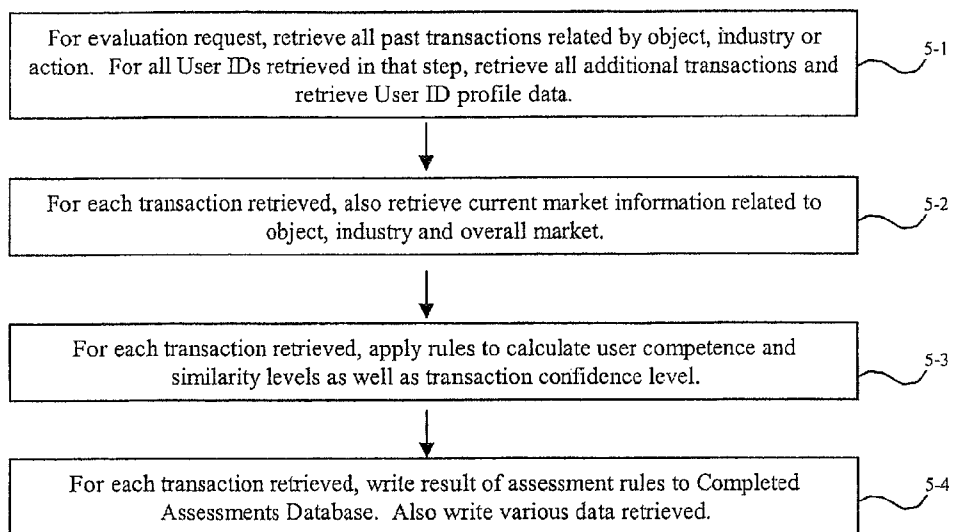 For evaluation request, retrieve all past transactions related by object, industry or
action. For all User IDs retrieved in that step, retrieve all additional transactions and
retrieve User ID profile data.
5-1
For each transaction retrieved, also retrieve current market information related to
object, industry and overall market.
5-2
For each transaction retrieved, apply rules to calculate user competence and
similarity levels as well as transaction confidence level.
5-3
For each transaction retrieved, write result of assessment rules to Completed
Assessments Database. Also write various data retrieved.
5-4